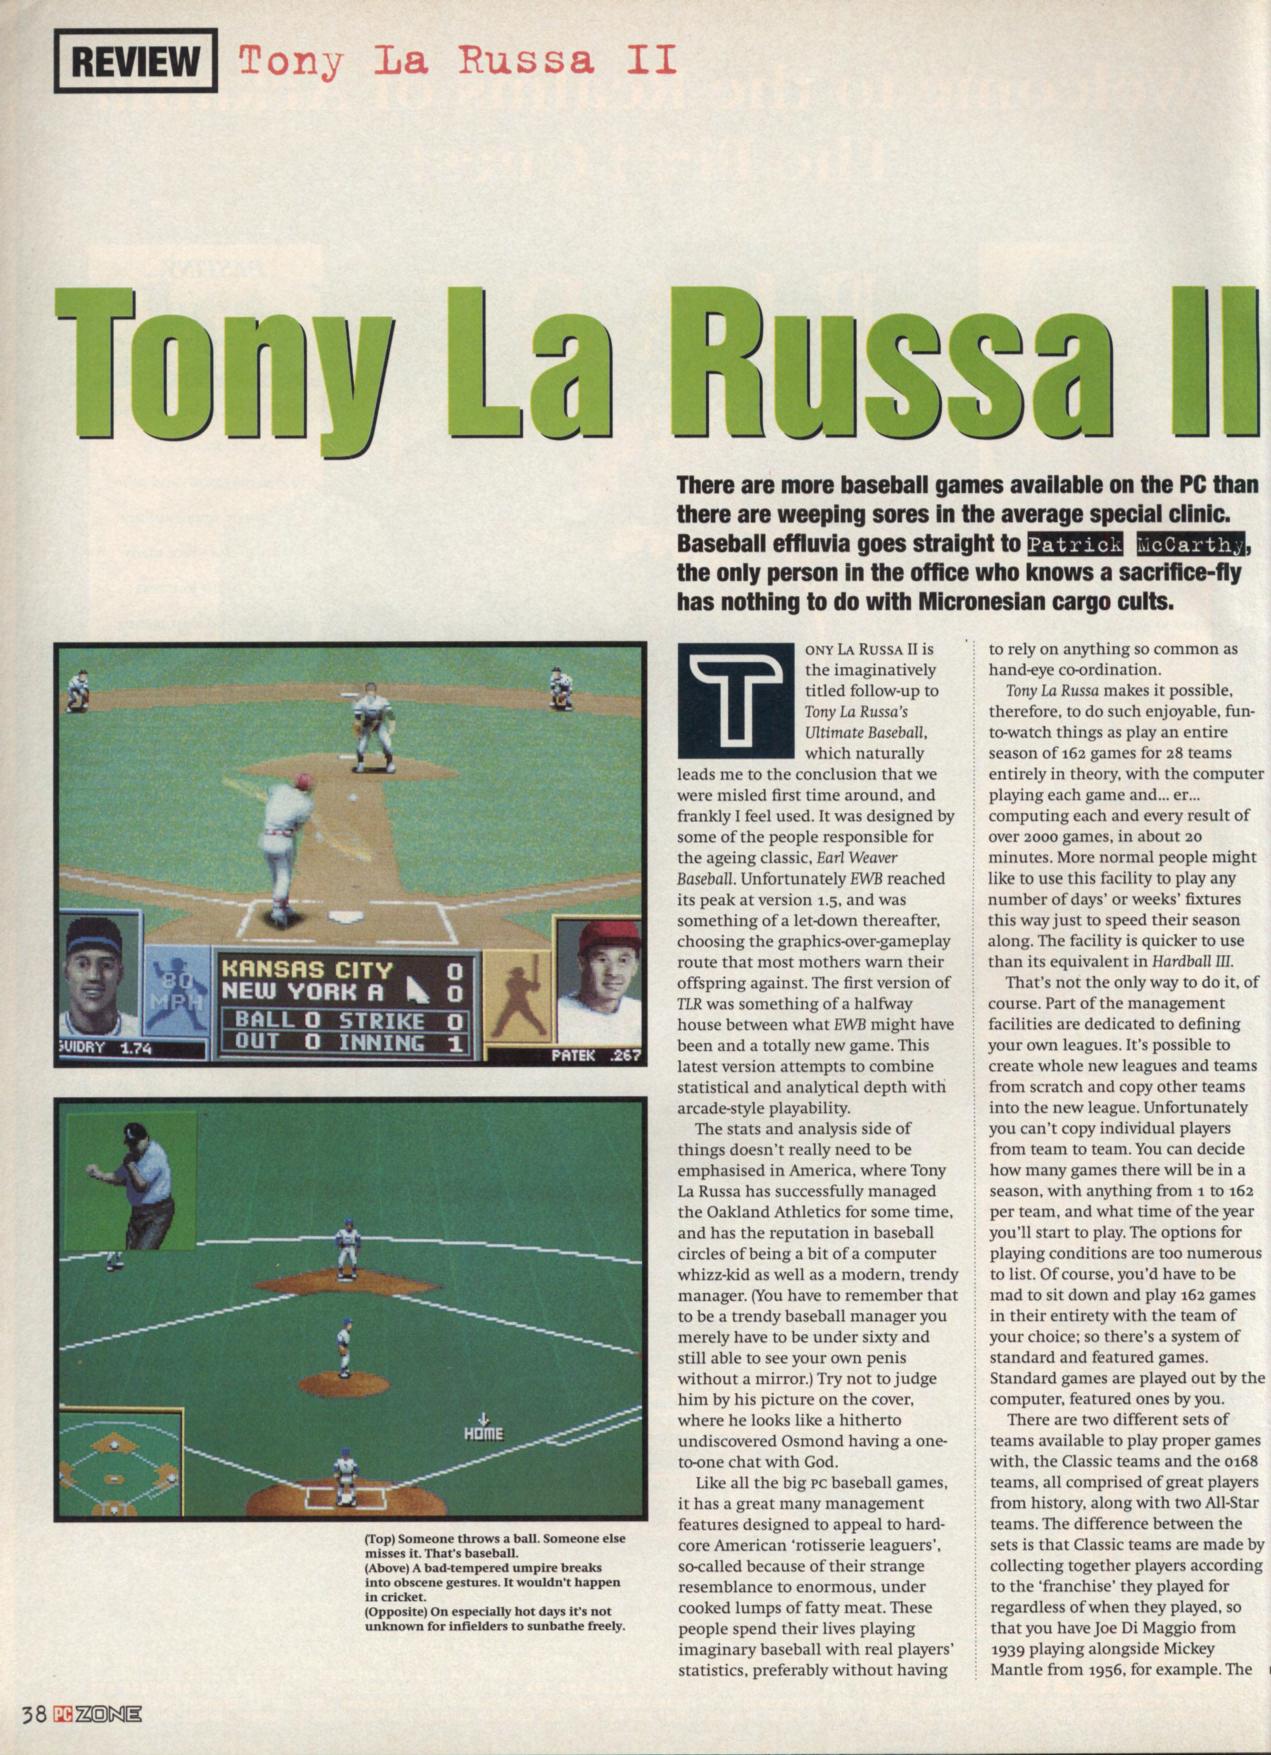 REVIEW Tony La Russa II
Tony La Russa II
There are more baseball games available on the PC than
there are weeping sores in the average special clinic.
Baseball effluvia goes straight to Patrick McCarthy,
the only person in the office who knows a sacrifice-fly
has nothing to do with Micronesian cargo cults.
80
MPH
KANSAS CITY 0
NEW YORK A 0
BALL 0 STRIKE 0
OUT 0 INNING 1
GUIDRY 1.74
PATEK .267
HOME
(Top) Someone throws a ball. Someone else
misses it. That's baseball.
(Above) A bad-tempered umpire breaks
into obscene gestures. It wouldn't happen
in cricket.
(Opposite) On especially hot days it's not
unknown for infielders to sunbathe freely.
TONY LA RUSSA II is
the imaginatively
titled follow-up to
Tony La Russa's
Ultimate Baseball,
which naturally
leads me to the conclusion that we
were misled first time around, and
frankly I feel used. It was designed by
some of the people responsible for
the ageing classic, Earl Weaver
Baseball. Unfortunately EWB reached
its peak at version 1.5, and was
something of a let-down thereafter,
choosing the graphics-over-gameplay
route that most mothers warn their
offspring against. The first version of
TLR was something of a halfway
house between what EWB might have
been and a totally new game. This
latest version attempts to combine
statistical and analytical depth with
arcade-style playability.
The stats and analysis side of
things doesn't really need to be
emphasised in America, where Tony
La Russa has successfully managed
the Oakland Athletics for some time,
and has the reputation in baseball
circles of being a bit of a computer
whizz-kid as well as a modern, trendy
manager. (You have to remember that
to be a trendy baseball manager you
merely have to be under sixty and
still able to see your own penis
without a mirror.) Try not to judge
him by his picture on the cover,
where he looks like a hitherto
undiscovered Osmond having a one-
to-one chat with God.
Like all the big PC baseball games,
it has a great many management
features designed to appeal to hard-
core American 'rotisserie leaguers',
so-called because of their strange
resemblance to enormous, under
cooked lumps of fatty meat. These
people spend their lives playing
imaginary baseball with real players'
statistics, preferably without having
to rely on anything so common as
hand-eye co-ordination.
Tony La Russa makes it possible,
therefore, to do such enjoyable, fun-
to-watch things as play an entire
season of 162 games for 28 teams
entirely in theory, with the computer
playing each game and... er...
computing each and every result of
over 2000 games, in about 20
minutes. More normal people might
like to use this facility to play any
number of days' or weeks' fixtures
this way just to speed their season
along. The facility is quicker to use
than its equivalent in Hardball III.
That's not the only way to do it, of
course. Part of the management
facilities are dedicated to defining
your own leagues. It's possible to
create whole new leagues and teams
from scratch and copy other teams
into the new league. Unfortunately
you can't copy individual players
from team to team. You can decide
how many games there will be in a
season, with anything from 1 to 162
per team, and what time of the year
you'll start to play. The options for
playing conditions are too numerous
to list. Of course, you'd have to be
mad to sit down and play 162 games
in their entirety with the team of
your choice; so there's a system of
standard and featured games.
Standard games are played out by the
computer, featured ones by you.
There are two different sets of
teams available to play proper games
with, the Classic teams and the 0168
teams, all comprised of great players
from history, along with two All-Star
teams. The difference between the
sets is that Classic teams are made by
collecting together players according
to the 'franchise' they played for
regardless of when they played, so
that you have Joe Di Maggio from
1939 playing alongside Mickey
Mantle from 1956, for example. The
38 PC ZONE